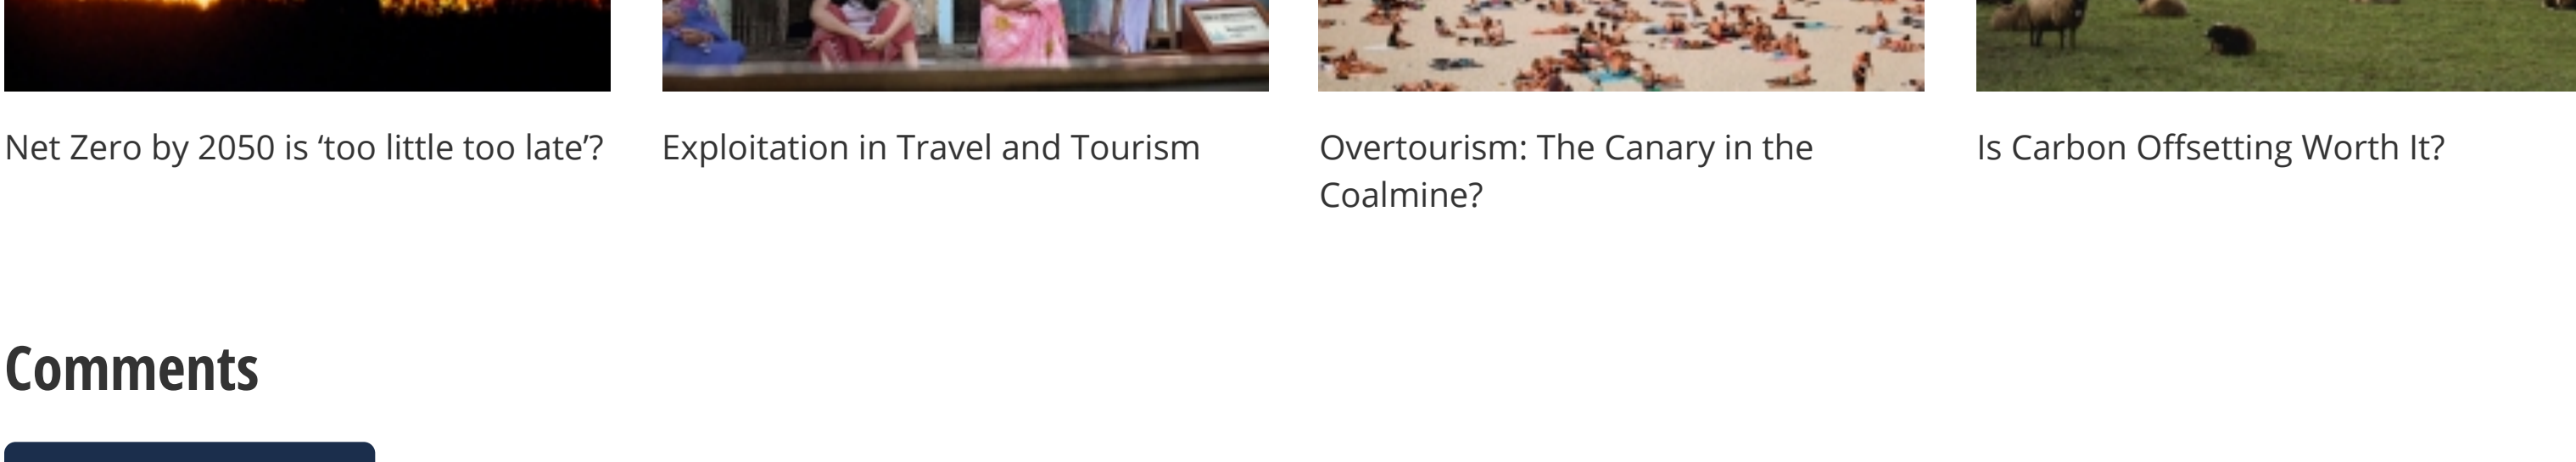 Net Zero by 2050 is ‘too little too late’?
Exploitation in Travel and Tourism
Overtourism: The Canary in the
Coalmine?
Is Carbon Offsetting Worth It?
Comments